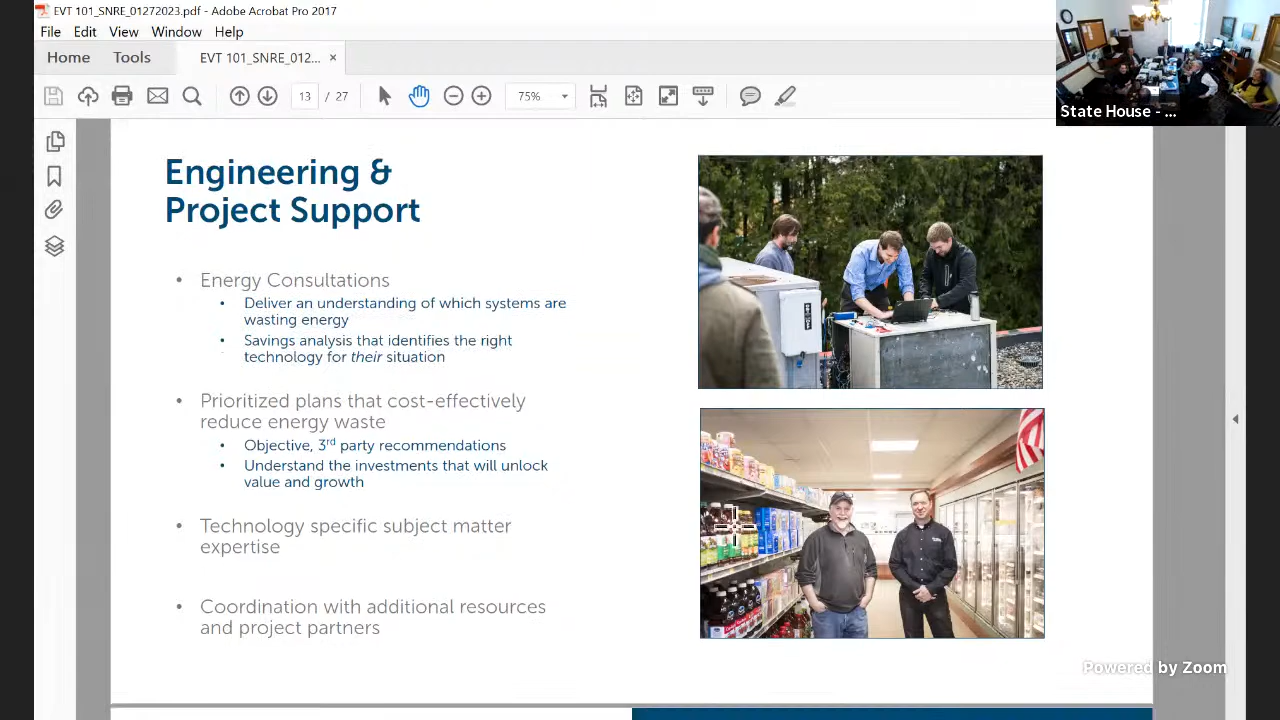 EVT 101_SNRE_01272023.pdf - Adobe Acrobat Pro 2017
File Edit View Window Help
Home Tools EVT 101_SNRE_012... ×
13 / 27 75%
State House - ...
Engineering &
Project Support
• Energy Consultations
• Deliver an understanding of which systems are
wasting energy
• Savings analysis that identifies the right
technology for their situation
• Prioritized plans that cost-effectively
reduce energy waste
• Objective, 3rd party recommendations
• Understand the investments that will unlock
value and growth
• Technology specific subject matter
expertise
• Coordination with additional resources
and project partners
Powered by Zoom